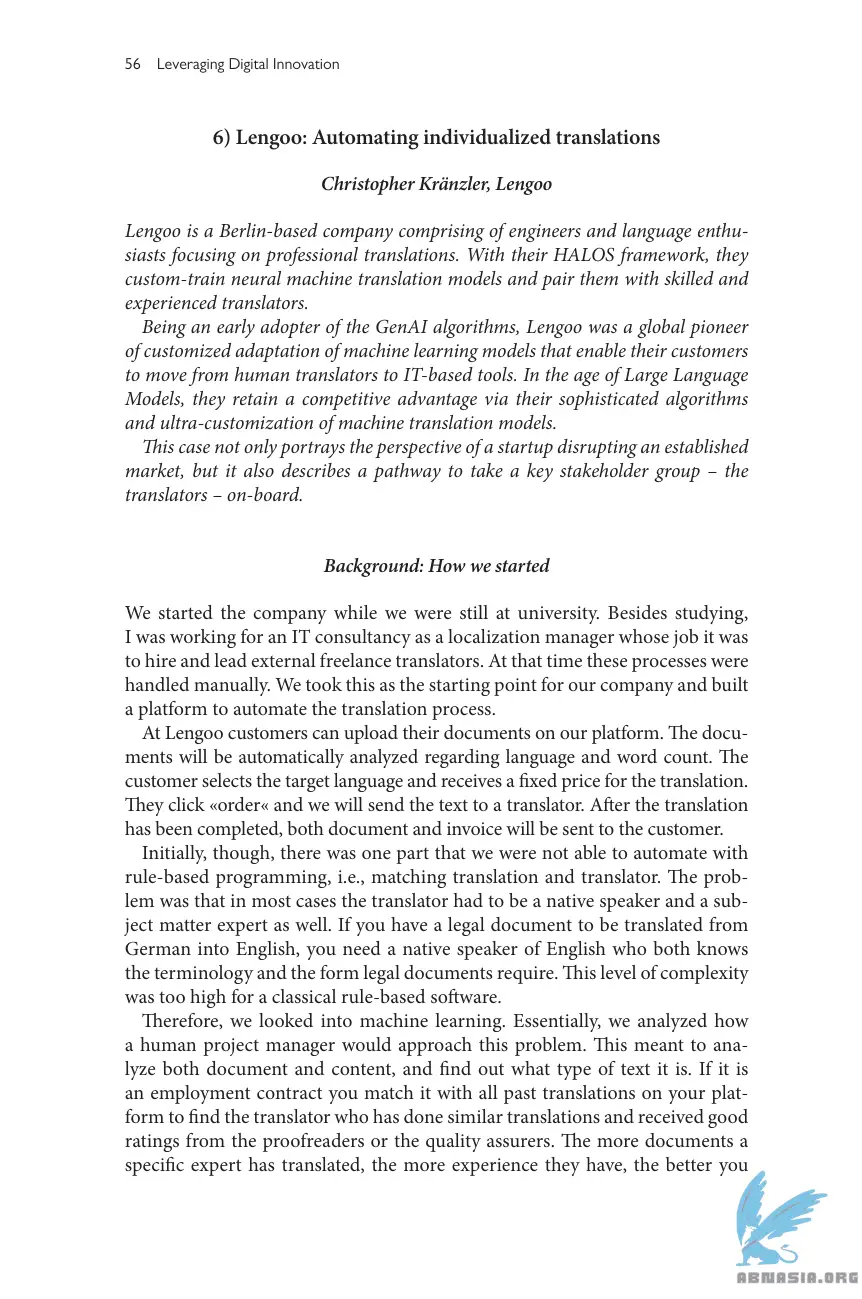 56 Leveraging Digital Innovation
6) Lengoo: Automating individualized translations
Christopher Kränzler, Lengoo
Lengoo is a Berlin-based company comprising of engineers and language enthu-
siasts focusing on professional translations. With their HALOS framework, they
custom-train neural machine translation models and pair them with skilled and
experienced translators.
Being an early adopter of the GenAI algorithms, Lengoo was a global pioneer
of customized adaptation of machine learning models that enable their customers
to move from human translators to IT-based tools. In the age of Large Language
Models, they retain a competitive advantage via their sophisticated algorithms
and ultra-customization of machine translation models.
This case not only portrays the perspective of a startup disrupting an established
market, but it also describes a pathway to take a key stakeholder group – the
translators – on-board.
Background: How we started
We started the company while we were still at university. Besides studying,
I was working for an IT consultancy as a localization manager whose job it was
to hire and lead external freelance translators. At that time these processes were
handled manually. We took this as the starting point for our company and built
a platform to automate the translation process.
At Lengoo customers can upload their documents on our platform. The docu-
ments will be automatically analyzed regarding language and word count. The
customer selects the target language and receives a fixed price for the translation.
They click «order« and we will send the text to a translator. After the translation
has been completed, both document and invoice will be sent to the customer.
Initially, though, there was one part that we were not able to automate with
rule-based programming, i.e., matching translation and translator. The prob-
lem was that in most cases the translator had to be a native speaker and a sub-
ject matter expert as well. If you have a legal document to be translated from
German into English, you need a native speaker of English who both knows
the terminology and the form legal documents require. This level of complexity
was too high for a classical rule-based software.
Therefore, we looked into machine learning. Essentially, we analyzed how
a human project manager would approach this problem. This meant to ana-
lyze both document and content, and find out what type of text it is. If it is
an employment contract you match it with all past translations on your plat-
form to find the translator who has done similar translations and received good
ratings from the proofreaders or the quality assurers. The more documents a
specific expert has translated, the more experience they have, the better you
ABNASIA.ORG